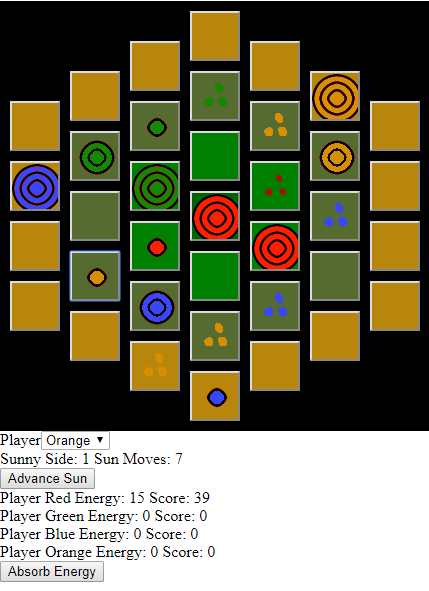 Player Orange
Sunny Side: 1 Sun Moves: 7
Advance Sun
Player Red Energy: 15 Score: 39
Player Green Energy: 0 Score: 0
Player Blue Energy: 0 Score: 0
Player Orange Energy: 0 Score: 0
Absorb Energy